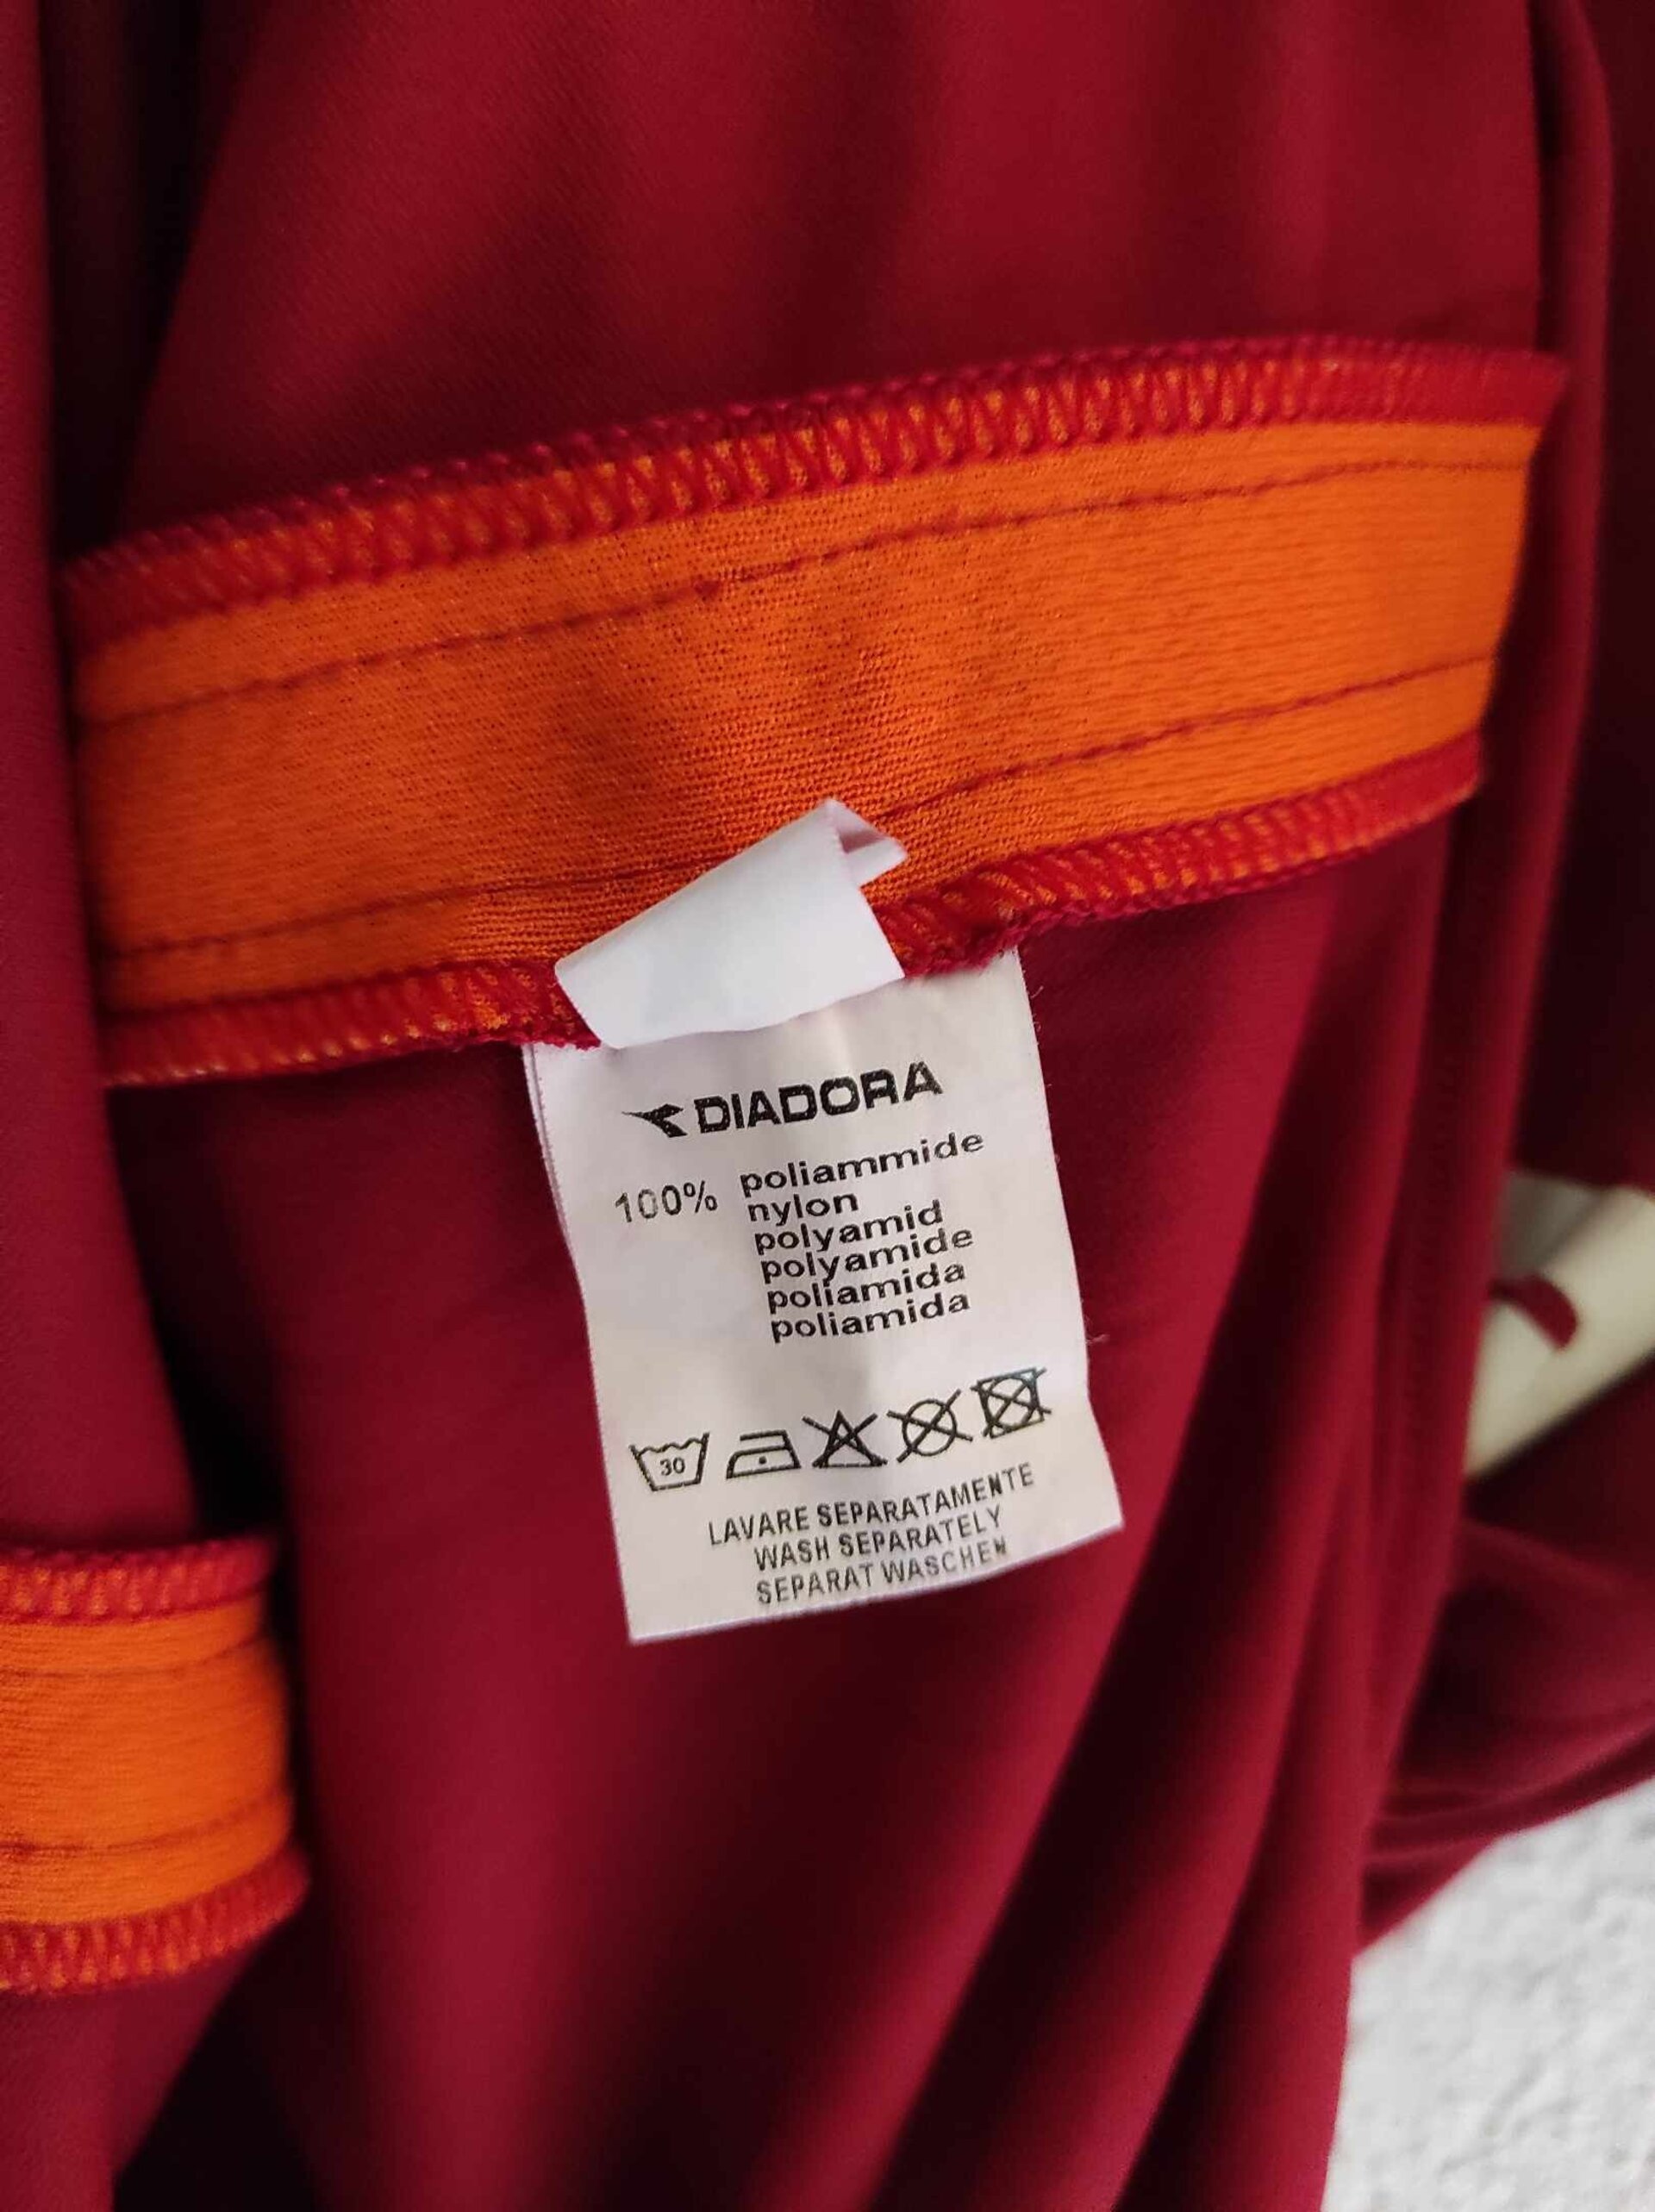 DIADORA
100% poliammide
nylon
polyamid
polyamide
poliamida
poliamida
30
LAVARE SEPARATAMENTE
WASH SEPARATELY
SEPARAT WASCHEN